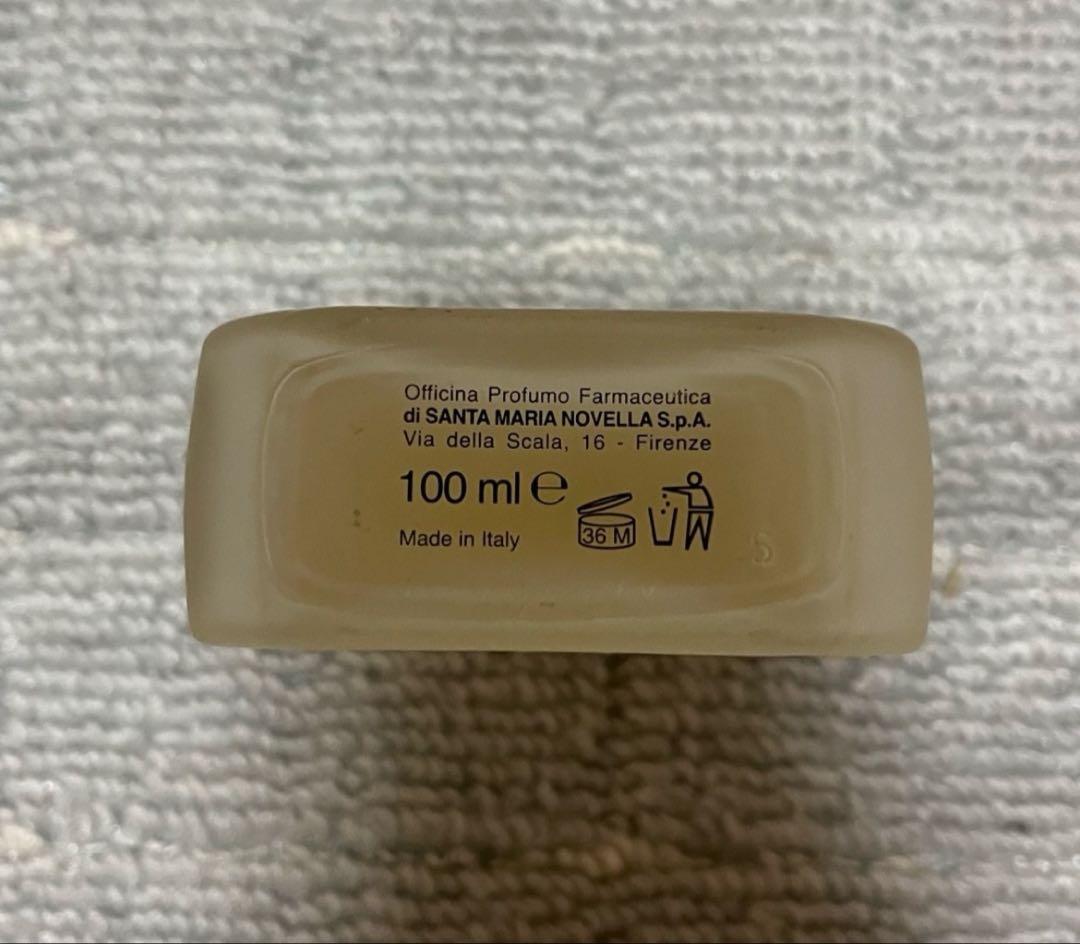 Officina Profumo Farmaceutica
di SANTA MARIA NOVELLA S.p.A.
Via della Scala, 16 - Firenze
100 ml ℮
36 M
Made in Italy